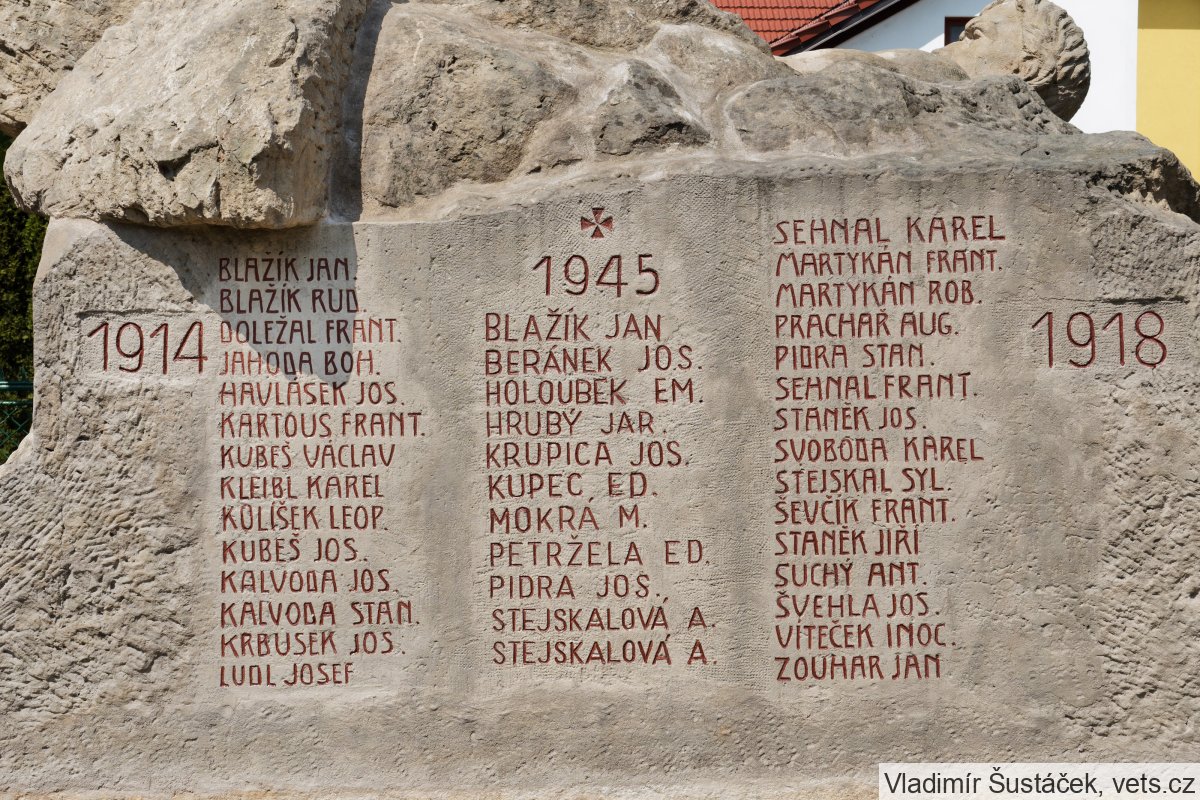 1914
BLAŽÍK JAN.
BLAŽÍK RUD.
DOLEŽAL FRANT.
JAHODA BOH.
HAVLÁSEK JOS.
KARTOUS FRANT.
KUBEŠ VÁCLAV
KLEIBL KAREL
KOLÍŠEK LEOP.
KUBEŠ JOS.
KALVODA JOS.
KALVODA STAN.
KRBUSEK JOS.
LUDL JOSEF
1945
BLAŽÍK JAN
BERÁNEK JOS.
HOLOUBEK EM.
HRUBÝ JAR.
KRUPICA JOS.
KUPEC ED.
MOKRÁ M.
PETRŽELA ED.
PIDRA JOS.
STEJSKALOVÁ A.
STEJSKALOVÁ A.
SEHNAL KAREL
MARTYKÁN FRANT.
MARTYKÁN ROB.
PRACHAŘ AUG.
PIDRA STAN.
SEHNAL FRANT.
STANĚK JOS.
SVOBODA KAREL
STEJSKAL SYL.
ŠEVČÍK FRANT.
STANĚK JIŘÍ
SUCHÝ ANT.
ŠVEHLA JOS.
VÍTEČEK INOC.
ZOUHAR JAN
1918
Vladimír Šustáček, vets.cz